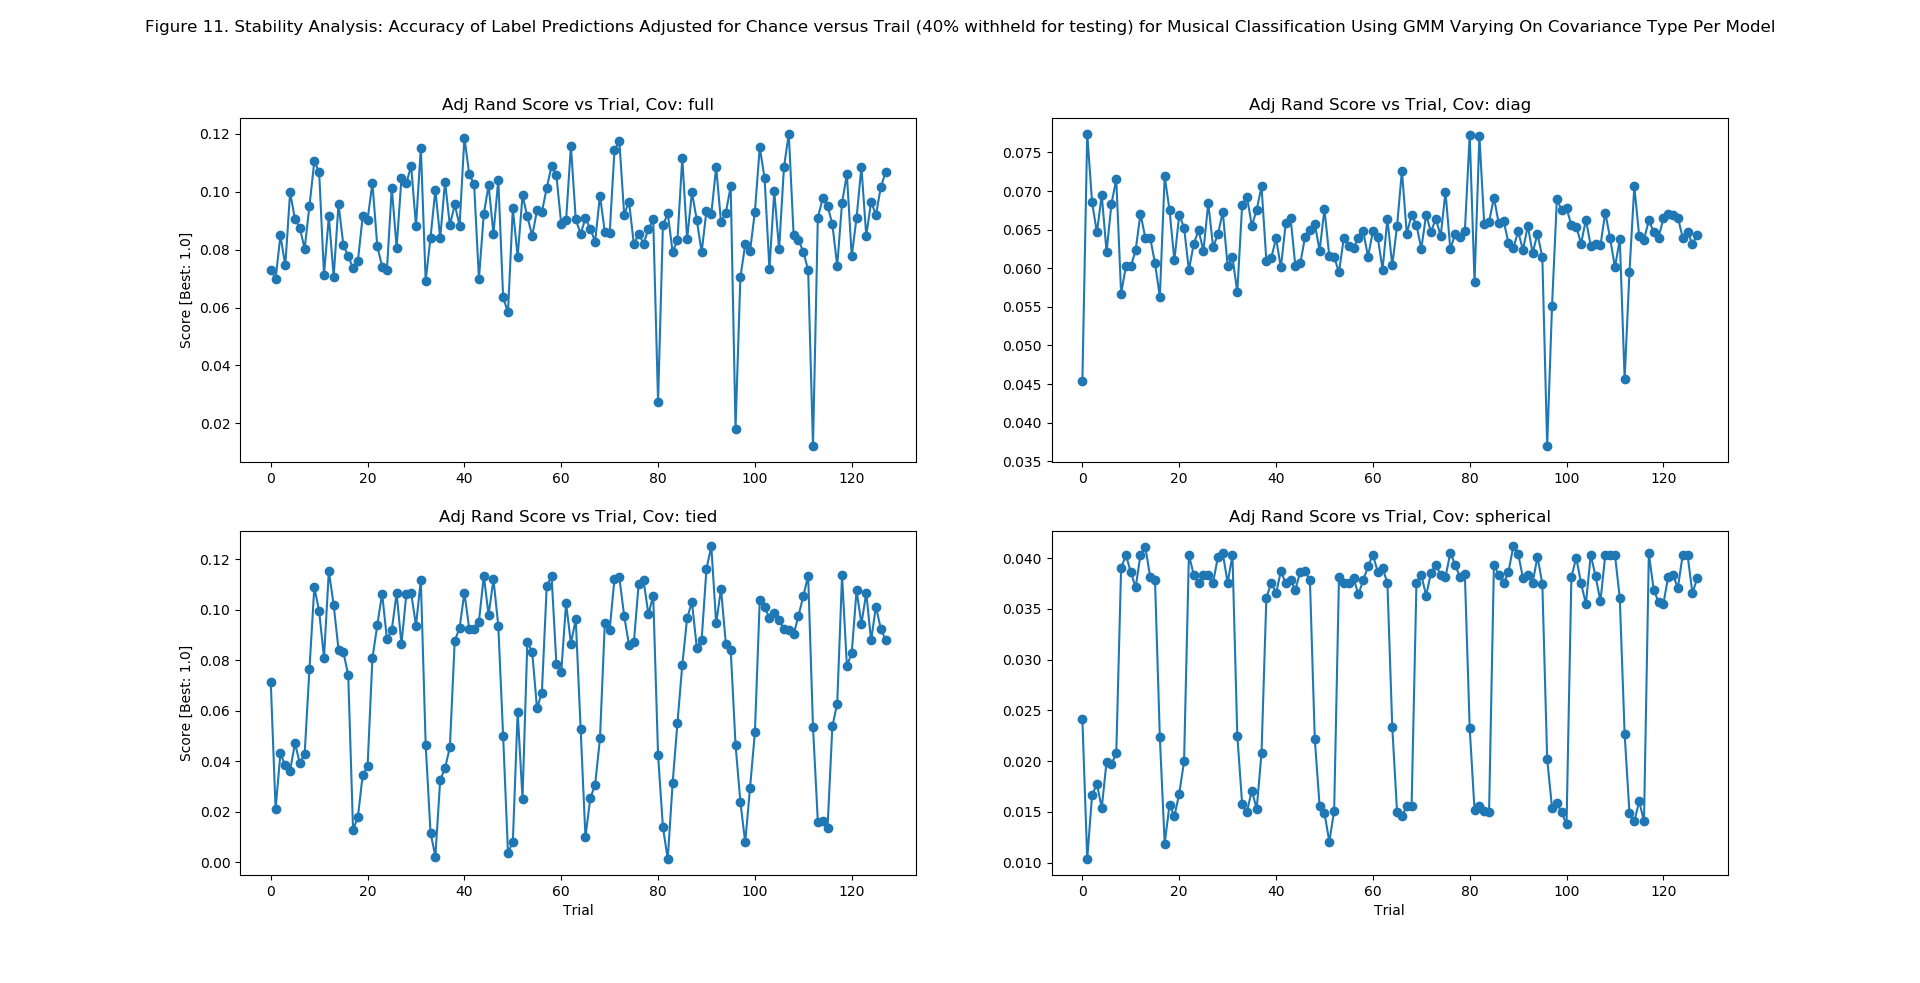 Figure 11. Stability Analysis: Accuracy of Label Predictions Adjusted for Chance versus Trail (40% withheld for testing) for Musical Classification Using GMM Varying On Covariance Type Per Model
Adj Rand Score vs Trial, Cov: full
Score [Best: 1.0]
0.12
0.10
0.08
0.06
0.04
0.02
0 20 40 60 80 100 120
Adj Rand Score vs Trial, Cov: diag
0.075
0.070
0.065
0.060
0.055
0.050
0.045
0.040
0.035
0 20 40 60 80 100 120
Adj Rand Score vs Trial, Cov: tied
Score [Best: 1.0]
0.12
0.10
0.08
0.06
0.04
0.02
0.00
0 20 40 60 80 100 120
Trial
Adj Rand Score vs Trial, Cov: spherical
0.040
0.035
0.030
0.025
0.020
0.015
0.010
0 20 40 60 80 100 120
Trial